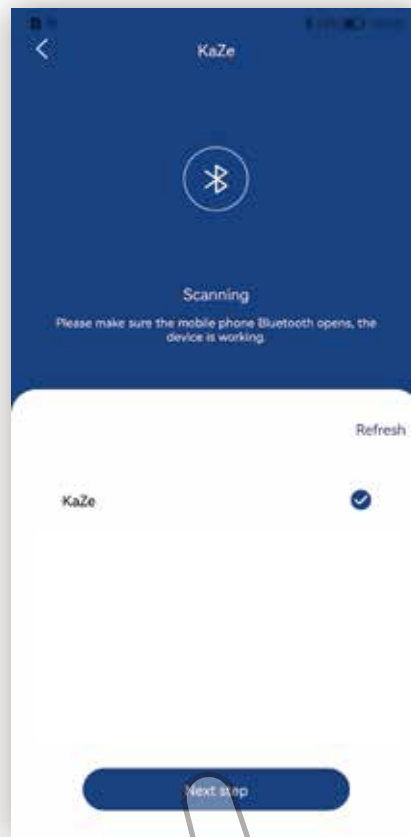 KaZe
Scanning
Please make sure the mobile phone Bluetooth opens, the
device is working.
Refresh
KaZe
Next step